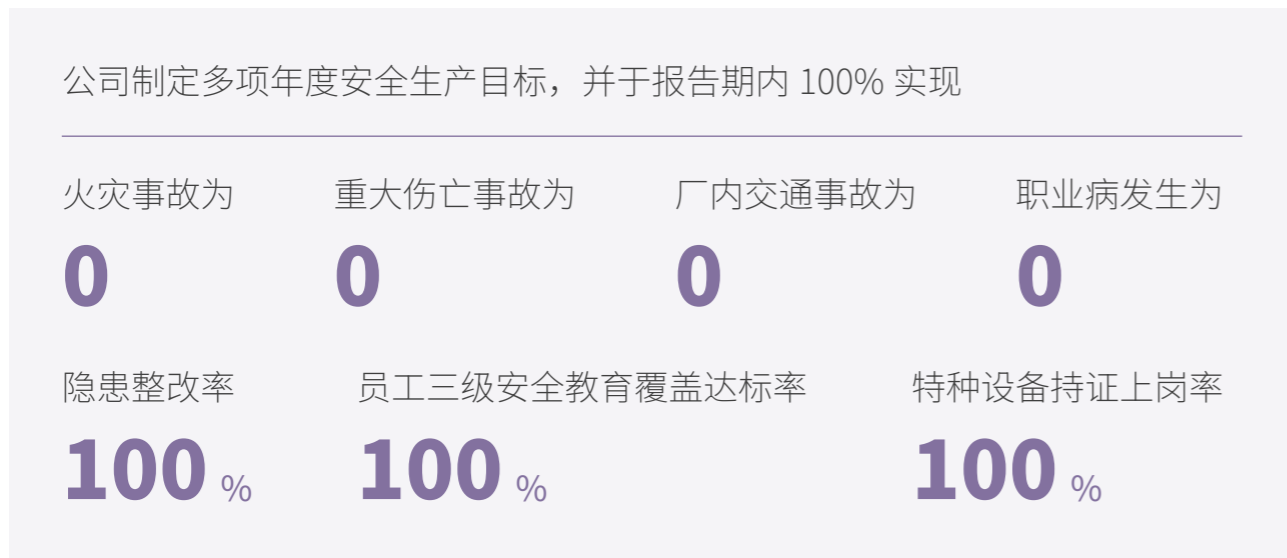 公司制定多项年度安全生产目标，并于报告期内 100% 实现
火灾事故为 重大伤亡事故为 厂内交通事故为 职业病发生为
0 0 0 0
隐患整改率 员工三级安全教育覆盖达标率 特种设备持证上岗率
100 % 100 % 100 %